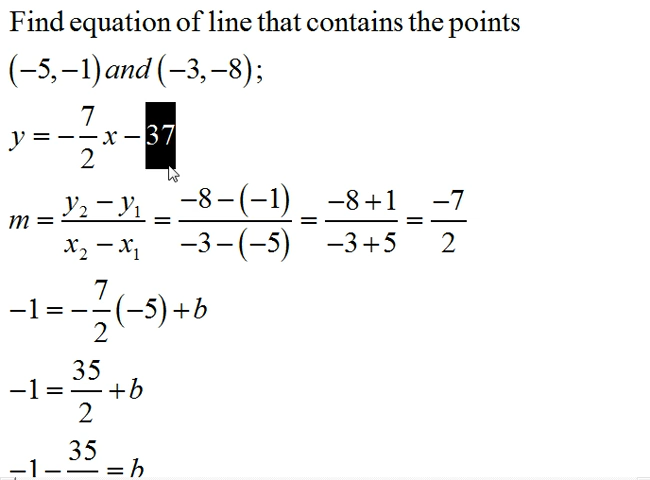 Find equation of line that contains the points
(−5,−1) and (−3,−8);
y = −7/2 x − 37
m = y₂ − y₁ / x₂ − x₁ = −8 − (−1) / −3 − (−5) = −8 + 1 / −3 + 5 = −7 / 2
−1 = −7/2 (−5) + b
−1 = 35/2 + b
−1 − 35 = b